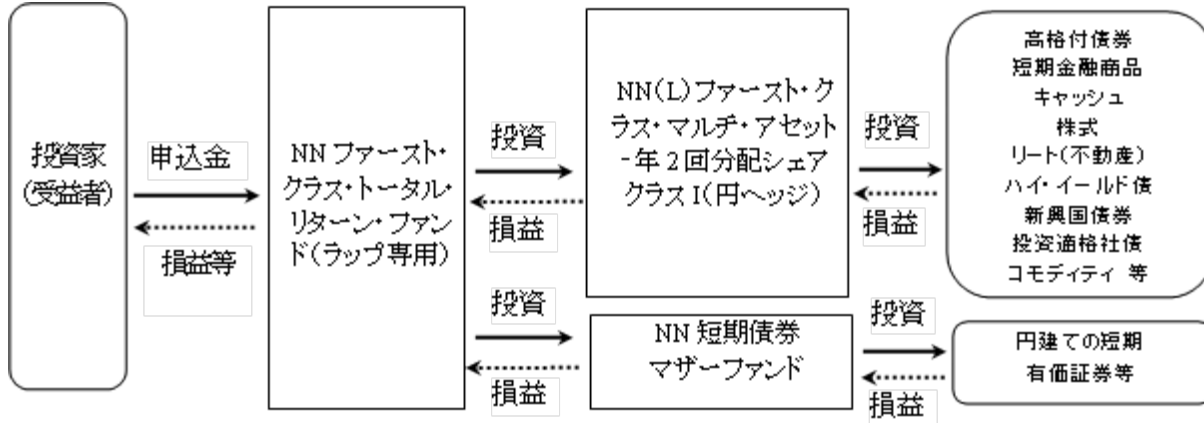 投資家
(受益者)
申込金
損益等
NN ファースト・
クラス・トータル・
リターン・ファン
ド(ラップ専用)
投資
損益
投資
損益
NN(L)ファースト・ク
ラス・マルチ・アセット
-年2回分配シェア
クラス I(円ヘッジ)
NN 短期債券
マザーファンド
投資
損益
投資
損益
高格付債券
短期金融商品
キャッシュ
株式
リート(不動産)
ハイ・イールド債
新興国債券
投資適格社債
コモディティ 等
円建ての短期
有価証券等